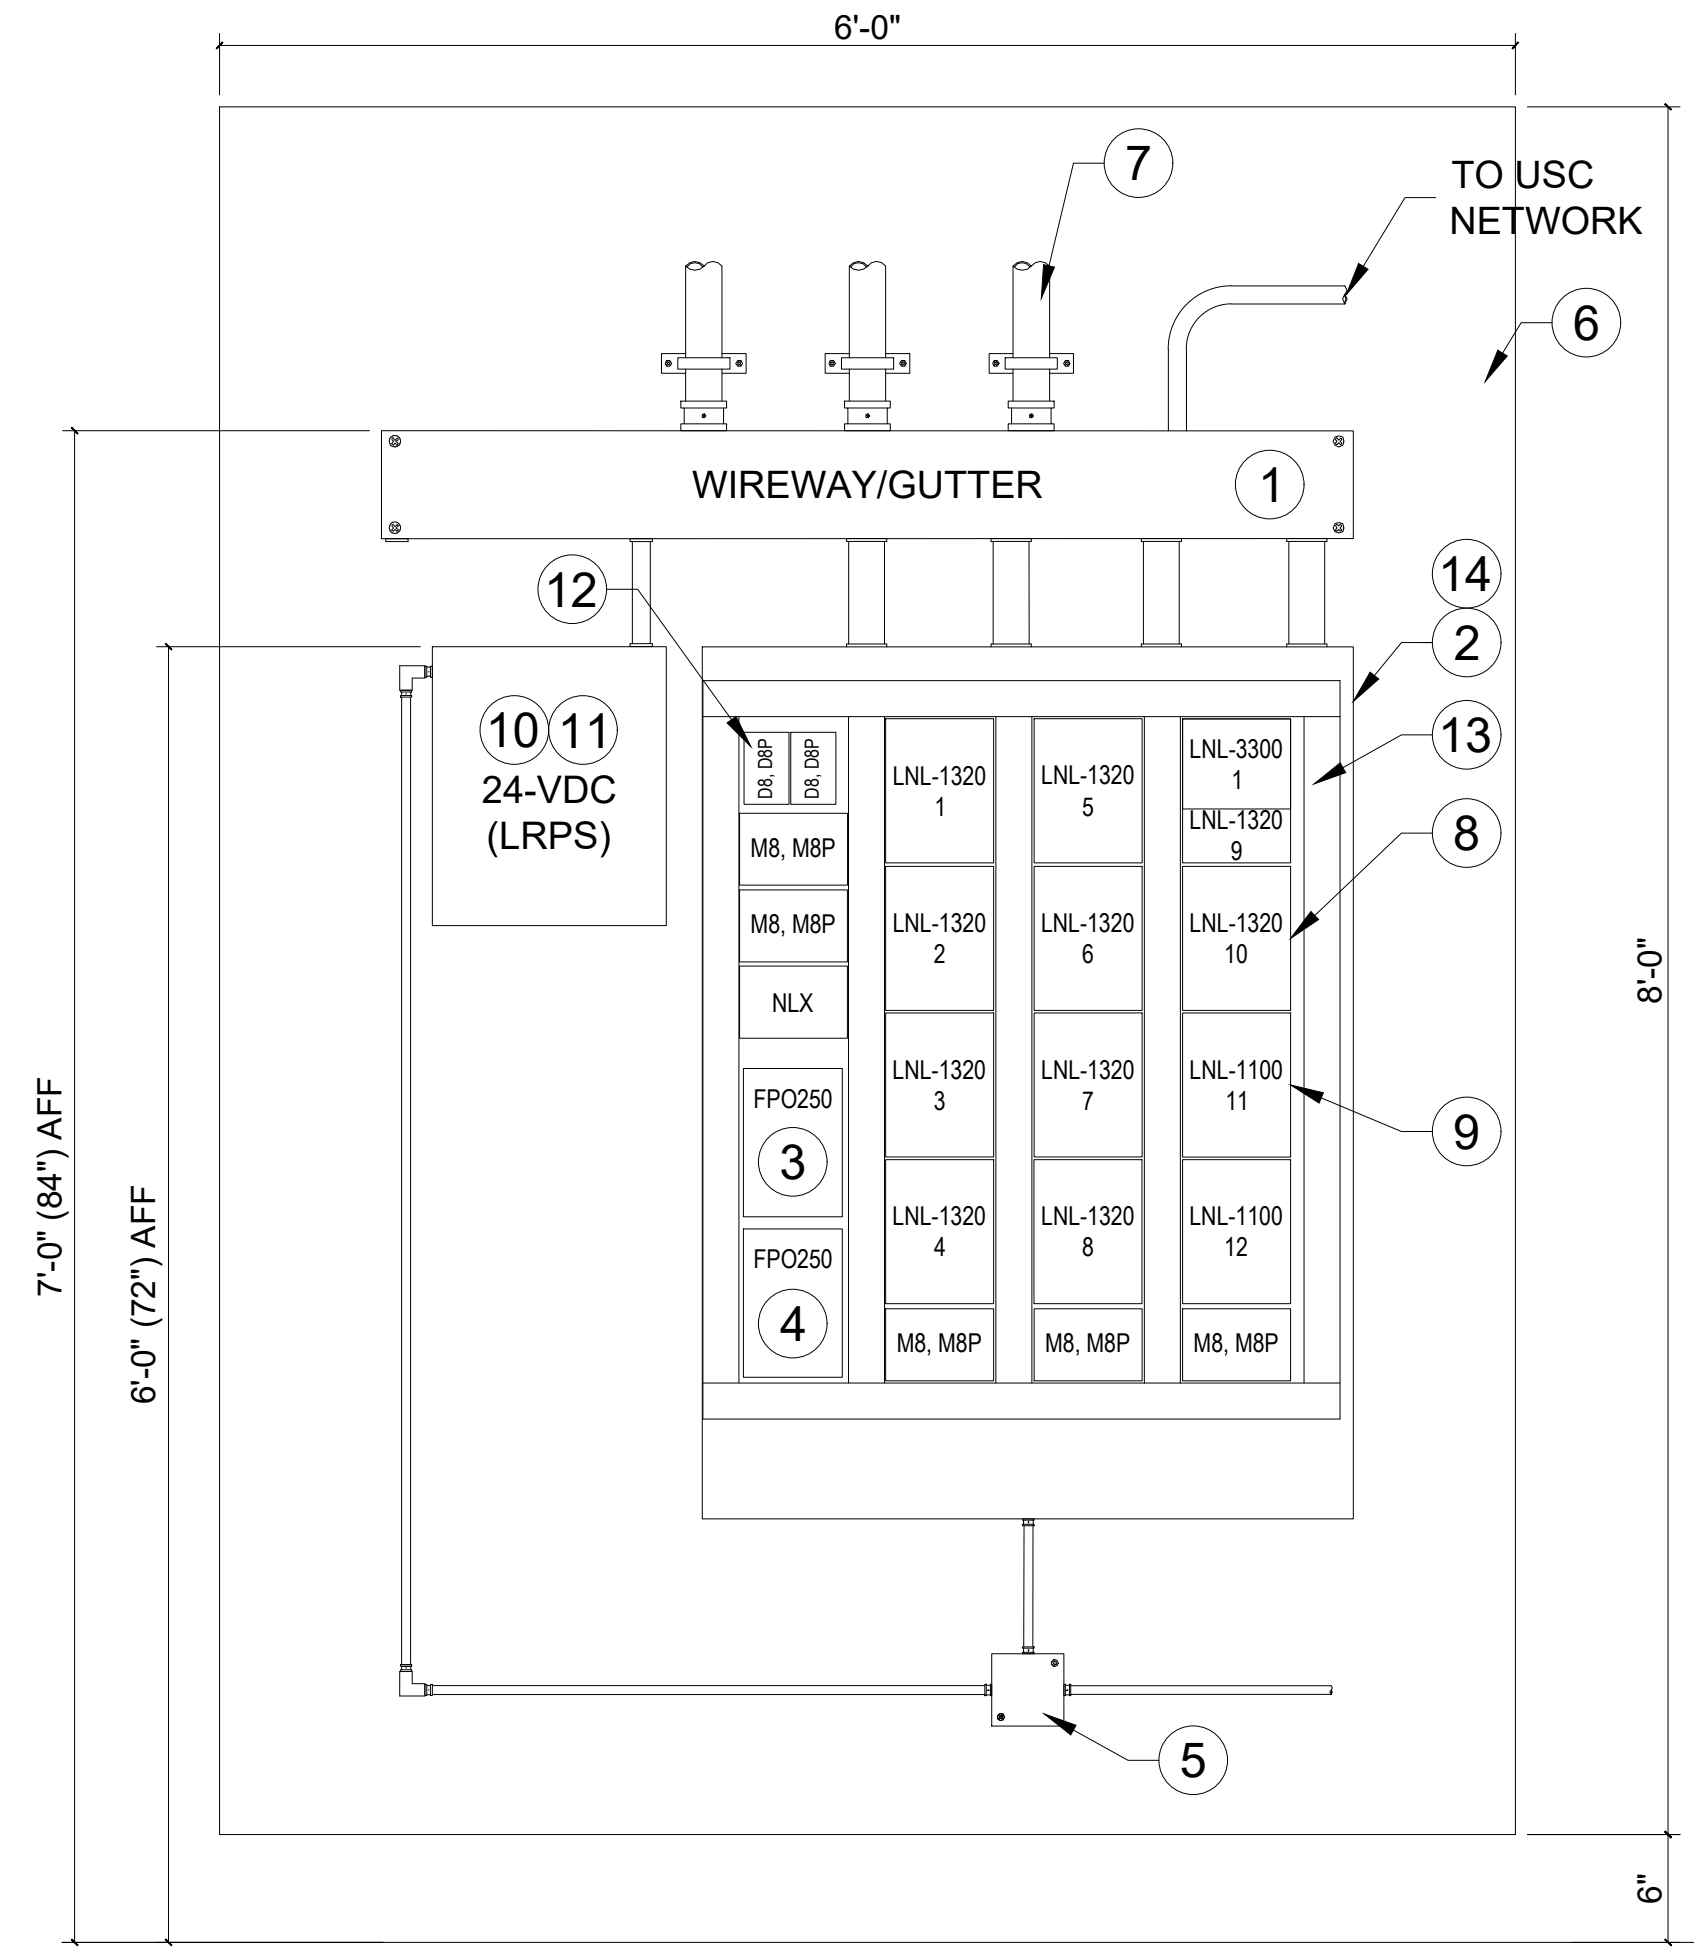 6'-0"
7
TO USC
NETWORK
6
WIREWAY/GUTTER
1
12
14
2
10
11
24-VDC
(LRPS)
13
8
9
D8, D8P
D8, D8P
M8, M8P
M8, M8P
NLX
FPO250
3
FPO250
4
LNL-1320
1
LNL-1320
2
LNL-1320
3
LNL-1320
4
M8, M8P
LNL-1320
5
LNL-1320
6
LNL-1320
7
LNL-1320
8
M8, M8P
LNL-3300
1
LNL-1320
9
LNL-1320
10
LNL-1100
11
LNL-1100
12
M8, M8P
5
7'-0" (84") AFF
6'-0" (72") AFF
8'-0"
6"